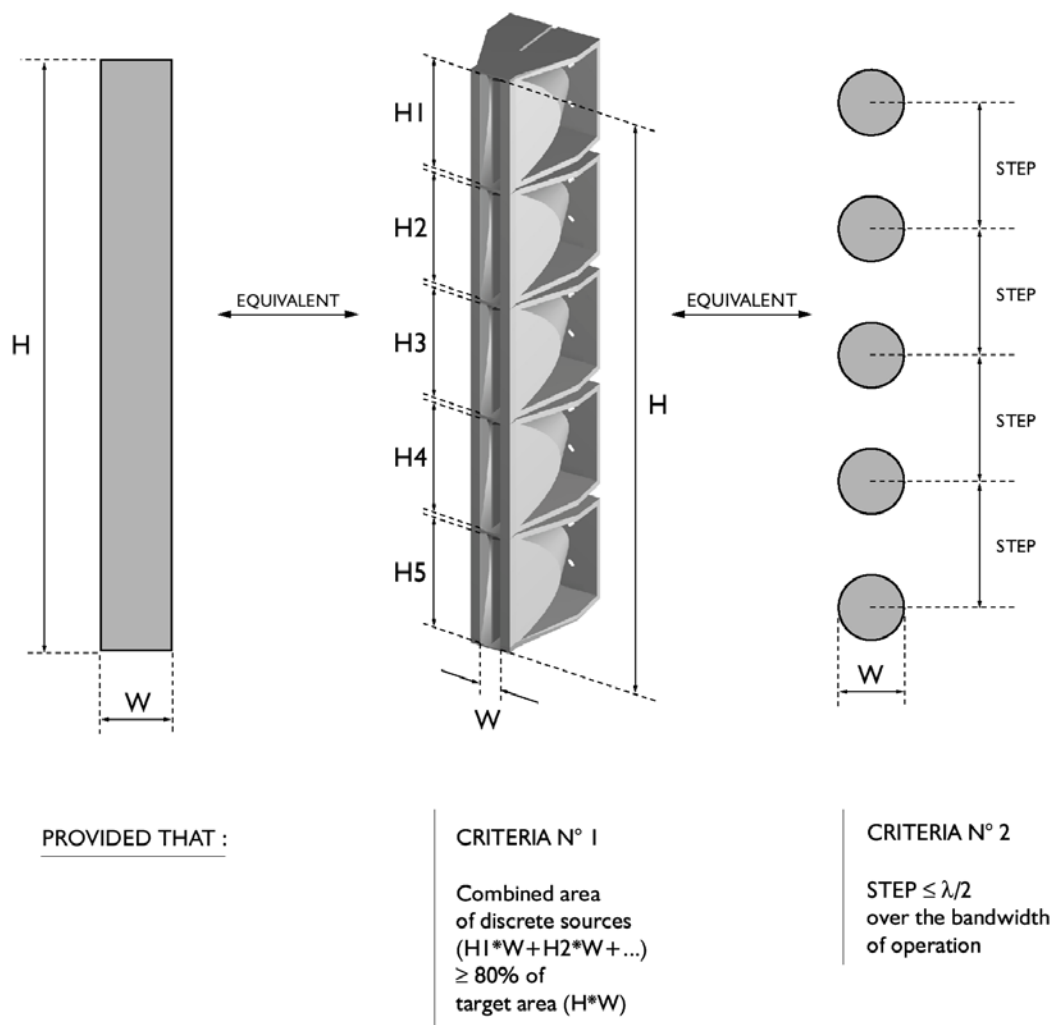 H
W
EQUIVALENT
H1
H2
H3
H4
H5
H
W
EQUIVALENT
STEP
STEP
STEP
STEP
W
PROVIDED THAT :
CRITERIA N° 1
Combined area
of discrete sources
(H1*W+H2*W+...)
≥ 80% of
target area (H*W)
CRITERIA N° 2
STEP ≤ λ/2
over the bandwidth
of operation